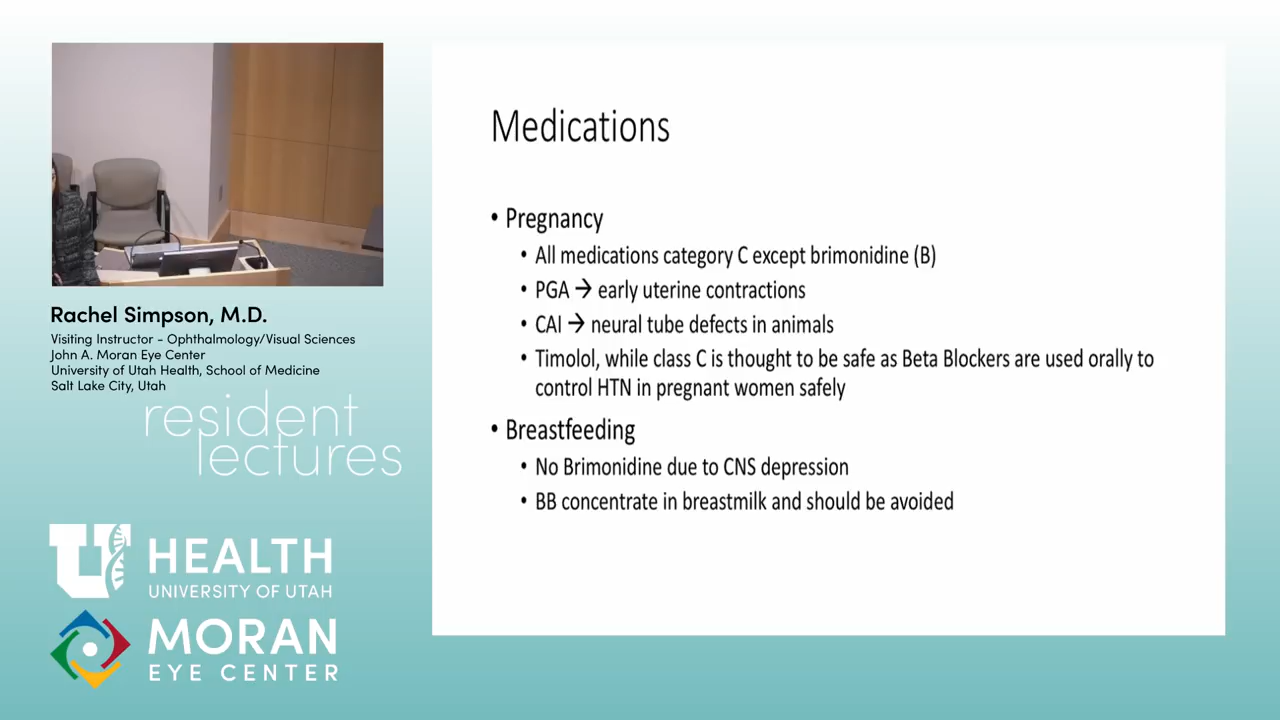 Medications
• Pregnancy
• All medications category C except brimonidine (B)
• PGA → early uterine contractions
• CAI → neural tube defects in animals
• Timolol, while class C is thought to be safe as Beta Blockers are used orally to
control HTN in pregnant women safely
• Breastfeeding
• No Brimonidine due to CNS depression
• BB concentrate in breastmilk and should be avoided
Rachel Simpson, M.D.
Visiting Instructor - Ophthalmology/Visual Sciences
John A. Moran Eye Center
University of Utah Health, School of Medicine
Salt Lake City, Utah
resident
lectures
U HEALTH
UNIVERSITY OF UTAH
MORAN
EYE CENTER